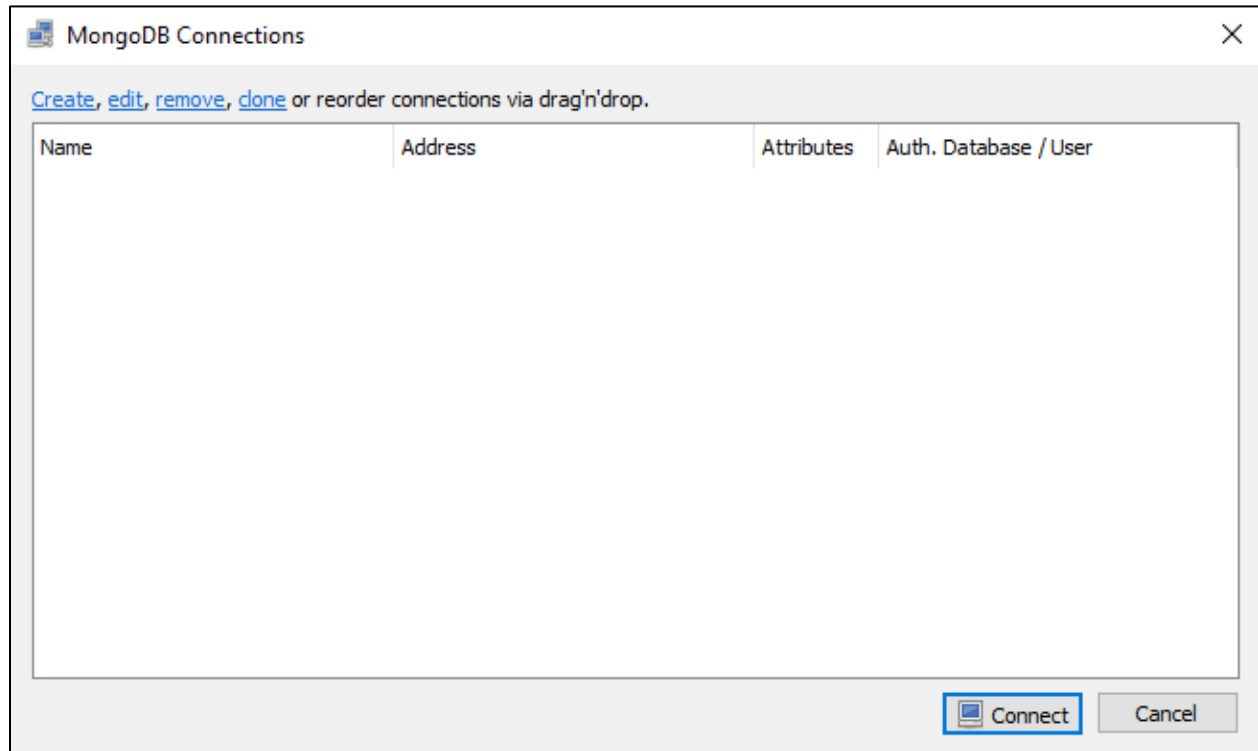 MongoDB Connections
Create, edit, remove, clone or reorder connections via drag'n'drop.
Name Address Attributes Auth. Database / User
Connect Cancel